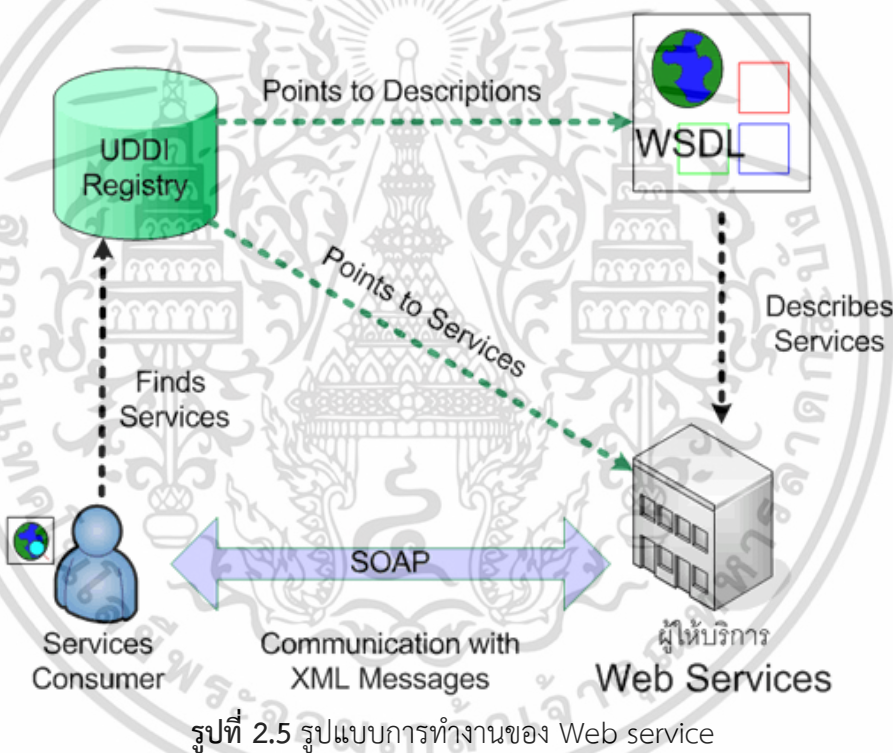 Points to Descriptions
UDDI
Registry
WSDL
Points to Services
Describes
Services
Finds
Services
SOAP
Services
Consumer
Communication with
XML Messages
ผู้ให้บริการ
Web Services
รูปที่ 2.5 รูปแบบการทำงานของ Web service